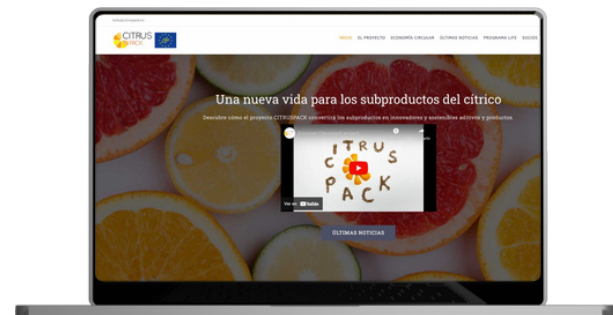 CITRUS
PACK
INICIO EL PROYECTO ECONOMÍA CIRCULAR ÚLTIMAS NOTICIAS PROGRAMA LIFE SOCIOS
Una nueva vida para los subproductos del cítrico
Descubre cómo el proyecto CITRUSPACK convertirá los subproductos en innovadores y sostenibles aditivos y productos.
CITRUS
PACK
Ver en YouTube
ÚLTIMAS NOTICIAS